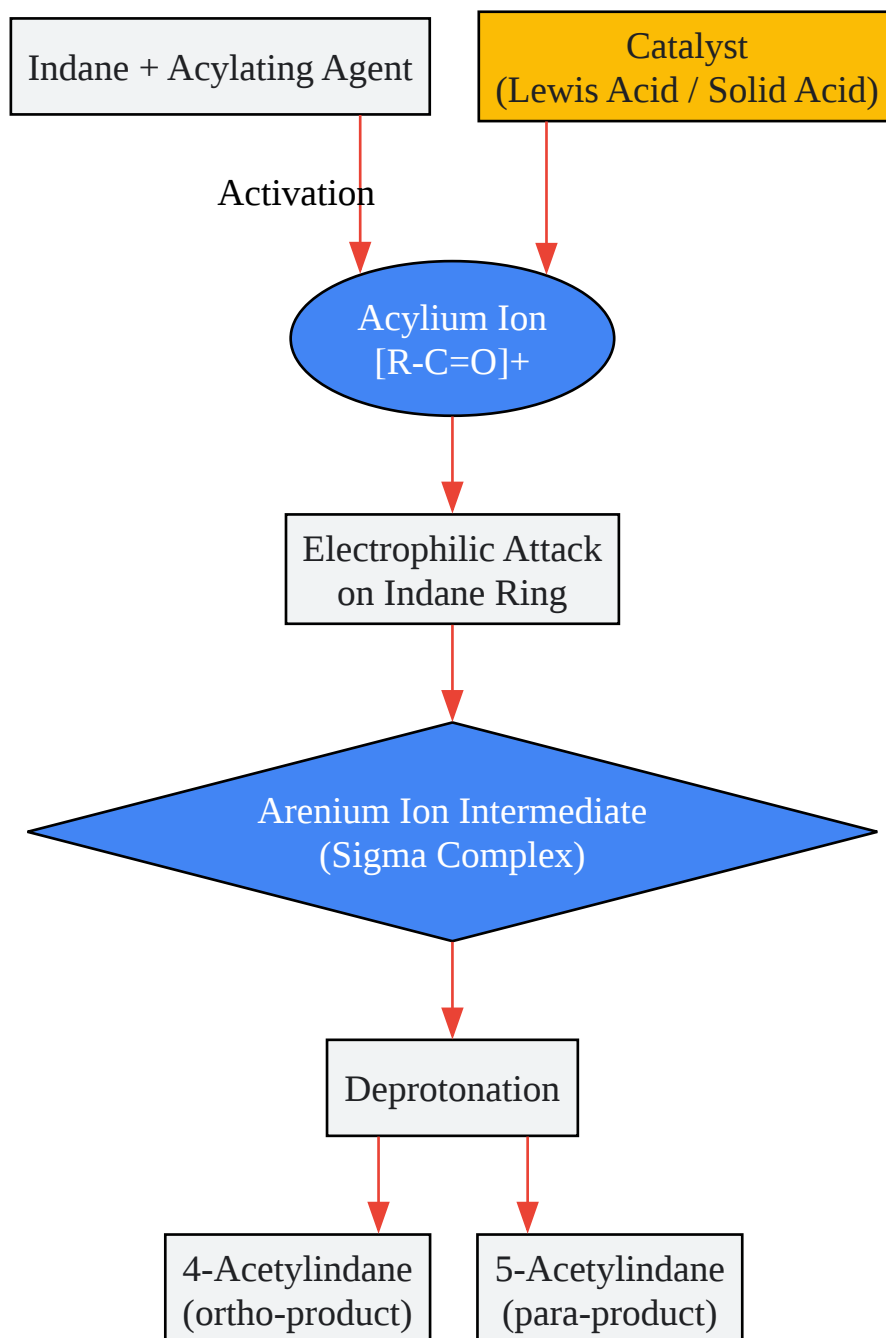 Indane + Acylating Agent
Catalyst
(Lewis Acid / Solid Acid)
Activation
Acylium Ion
[R-C=O]+
Electrophilic Attack
on Indane Ring
Arenium Ion Intermediate
(Sigma Complex)
Deprotonation
4-Acetylindane
(ortho-product)
5-Acetylindane
(para-product)